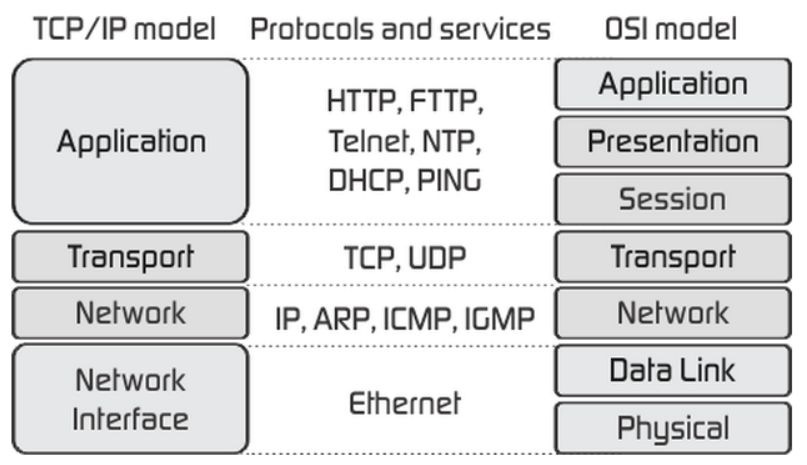 TCP/IP model Protocols and services OSI model
Application
HTTP, FTTP,
Telnet, NTP,
DHCP, PING
Application
Presentation
Session
Transport
TCP, UDP
Transport
Network
IP, ARP, ICMP, IGMP
Network
Network
Interface
Ethernet
Data Link
Physical